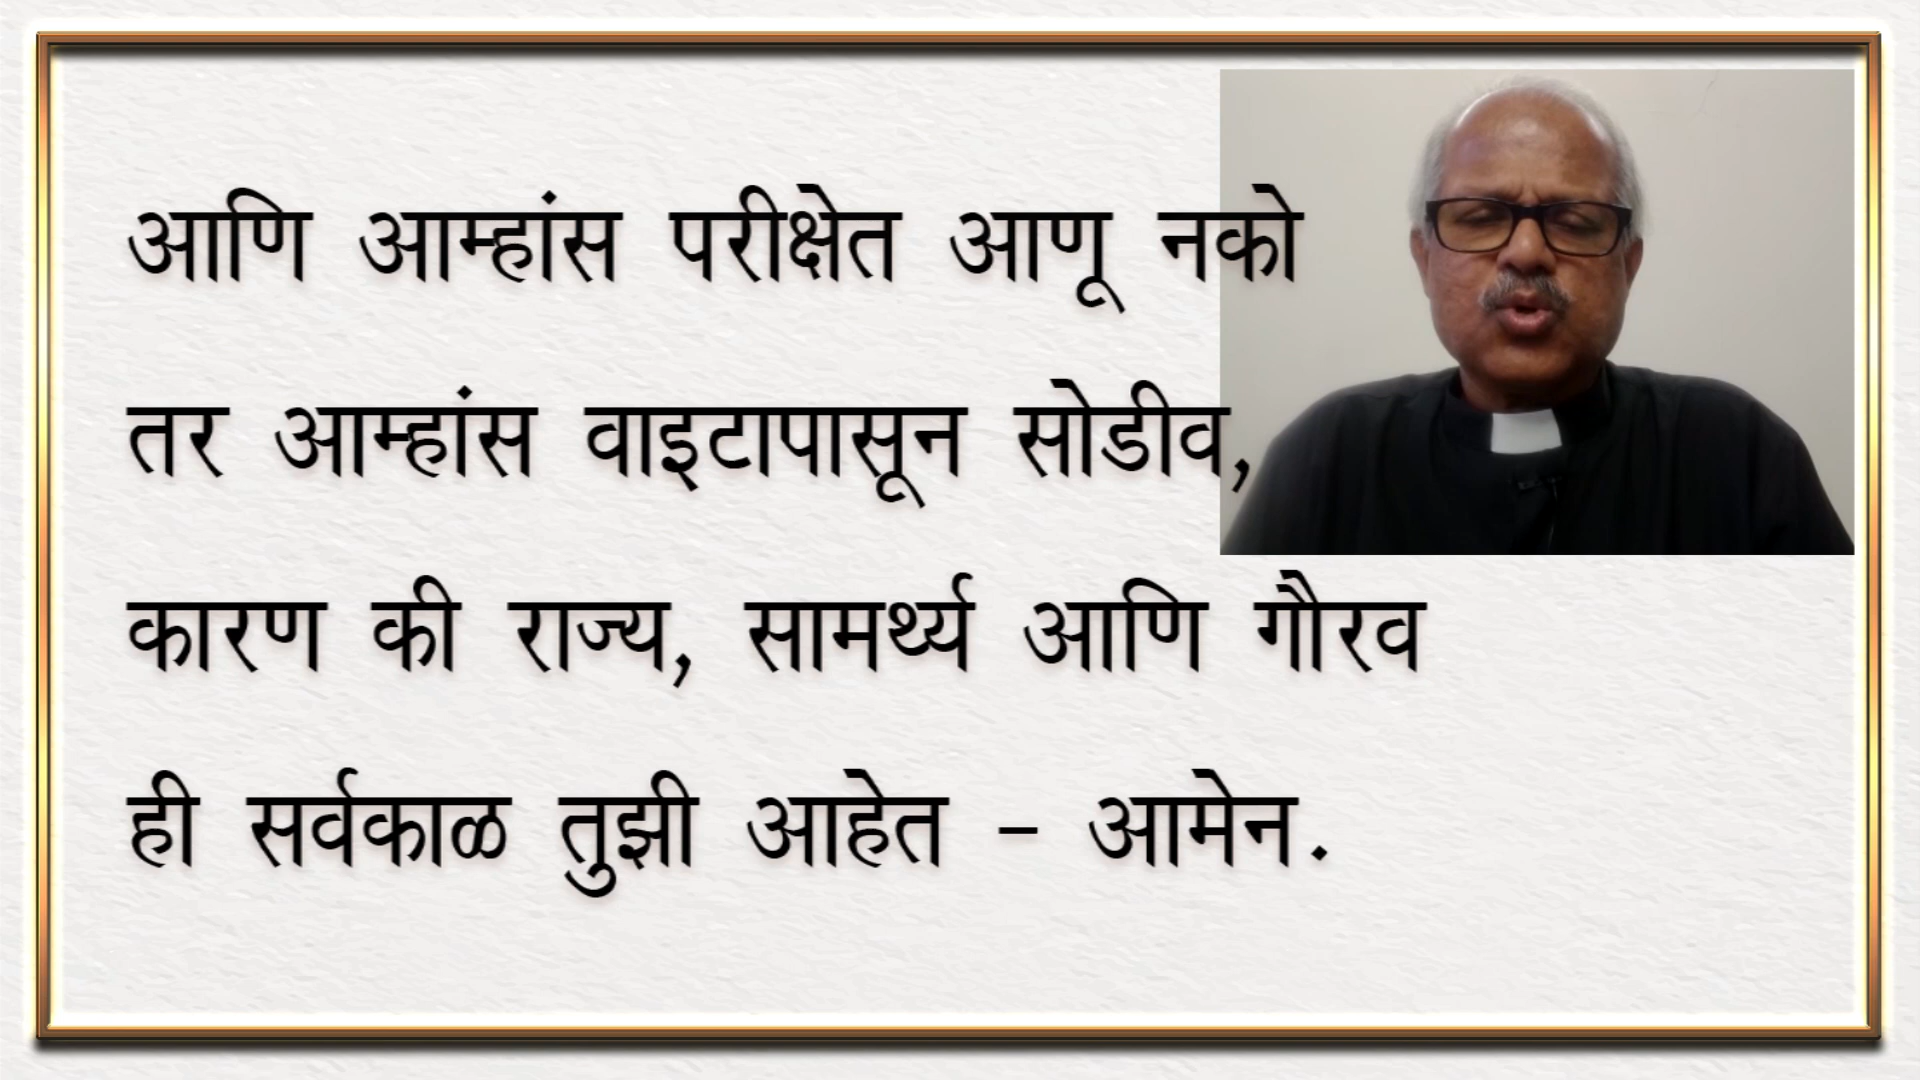 आणि आम्हांस परीक्षेत आणू नको
तर आम्हांस वाइटापासून सोडीव,
कारण की राज्य, सामर्थ्य आणि गौरव
ही सर्वकाळ तुझी आहेत - आमेन.